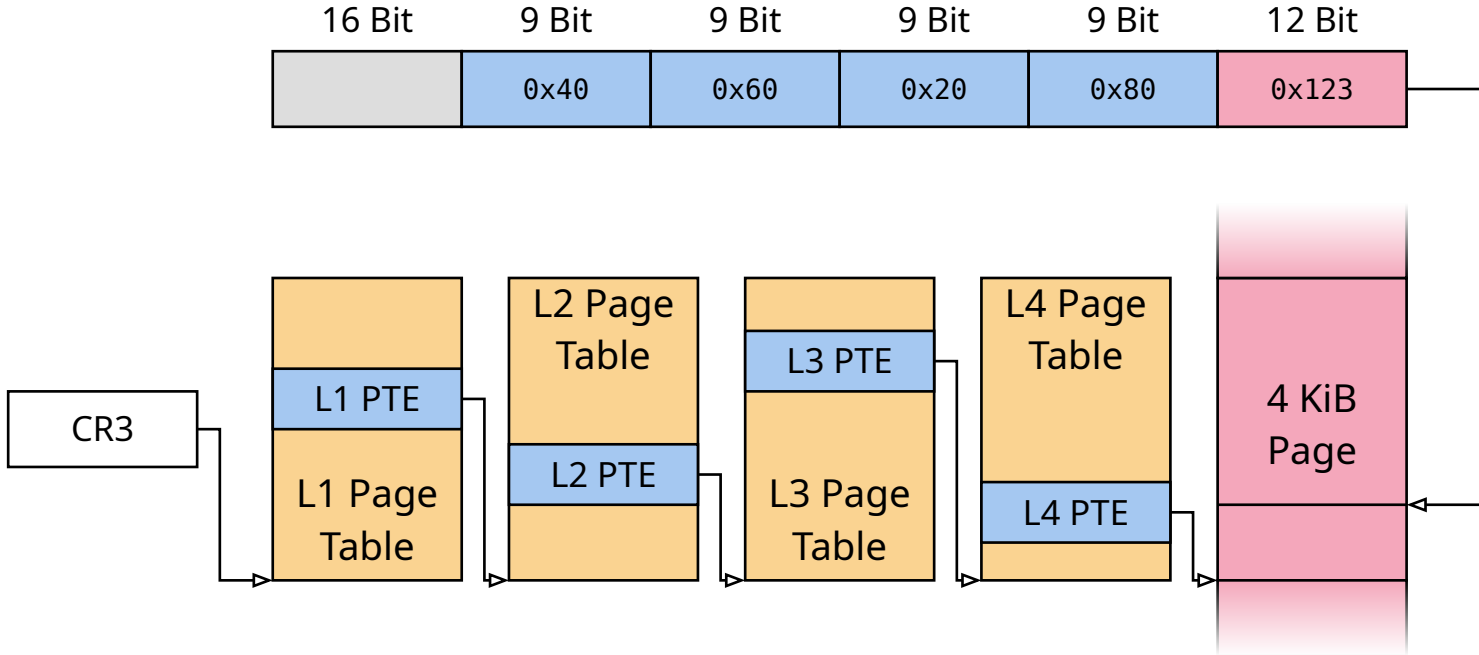 16 Bit 9 Bit 9 Bit 9 Bit 9 Bit 12 Bit
0x40 0x60 0x20 0x80 0x123
CR3
L1 PTE
L1 Page
Table
L2 Page
Table
L2 PTE
L3 PTE
L3 Page
Table
L4 Page
Table
L4 PTE
4 KiB
Page